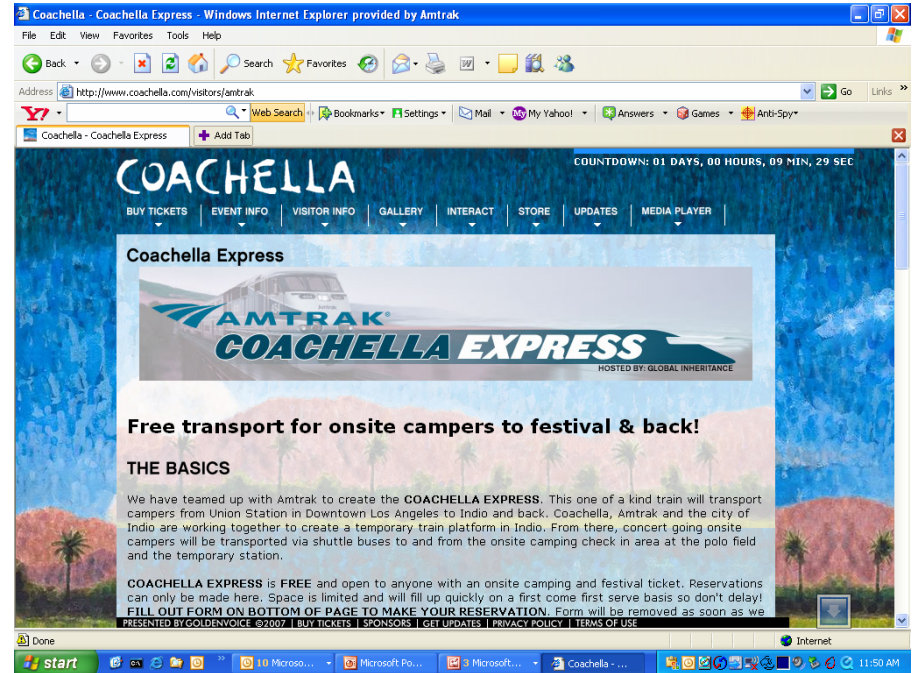 Coachella - Coachella Express - Windows Internet Explorer provided by Amtrak
File Edit View Favorites Tools Help
Back Search Favorites
Address http://www.coachella.com/visitors/amtrak Go Links »
Y7 Web Search Bookmarks Settings Mail My Yahoo! Answers Games Anti-Spy
Coachella - Coachella Express Add Tab
COUNTDOWN: 01 DAYS, 00 HOURS, 09 MIN, 29 SEC
COACHELLA
BUY TICKETS EVENT INFO VISITOR INFO GALLERY INTERACT STORE UPDATES MEDIA PLAYER
Coachella Express
AMTRAK®
COACHELLA EXPRESS
HOSTED BY: GLOBAL INHERITANCE
Free transport for onsite campers to festival & back!
THE BASICS
We have teamed up with Amtrak to create the COACHELLA EXPRESS. This one of a kind train will transport
campers from Union Station in Downtown Los Angeles to Indio and back. Coachella, Amtrak and the city of
Indio are working together to create a temporary train platform in Indio. From there, concert going onsite
campers will be transported via shuttle buses to and from the onsite camping check in area at the polo field
and the temporary station.
COACHELLA EXPRESS is FREE and open to anyone with an onsite camping and festival ticket. Reservations
can only be made here. Space is limited and will fill up quickly on a first come first serve basis so don't delay!
FILL OUT FORM ON BOTTOM OF PAGE TO MAKE YOUR RESERVATION. Form will be removed as soon as we
PRESENTED BY GOLDENVOICE ©2007 | BUY TICKETS | SPONSORS | GET UPDATES | PRIVACY POLICY | TERMS OF USE
Done Internet
start » 10 Microso... Microsoft Po... 3 Microsoft... Coachella - ... 11:50 AM